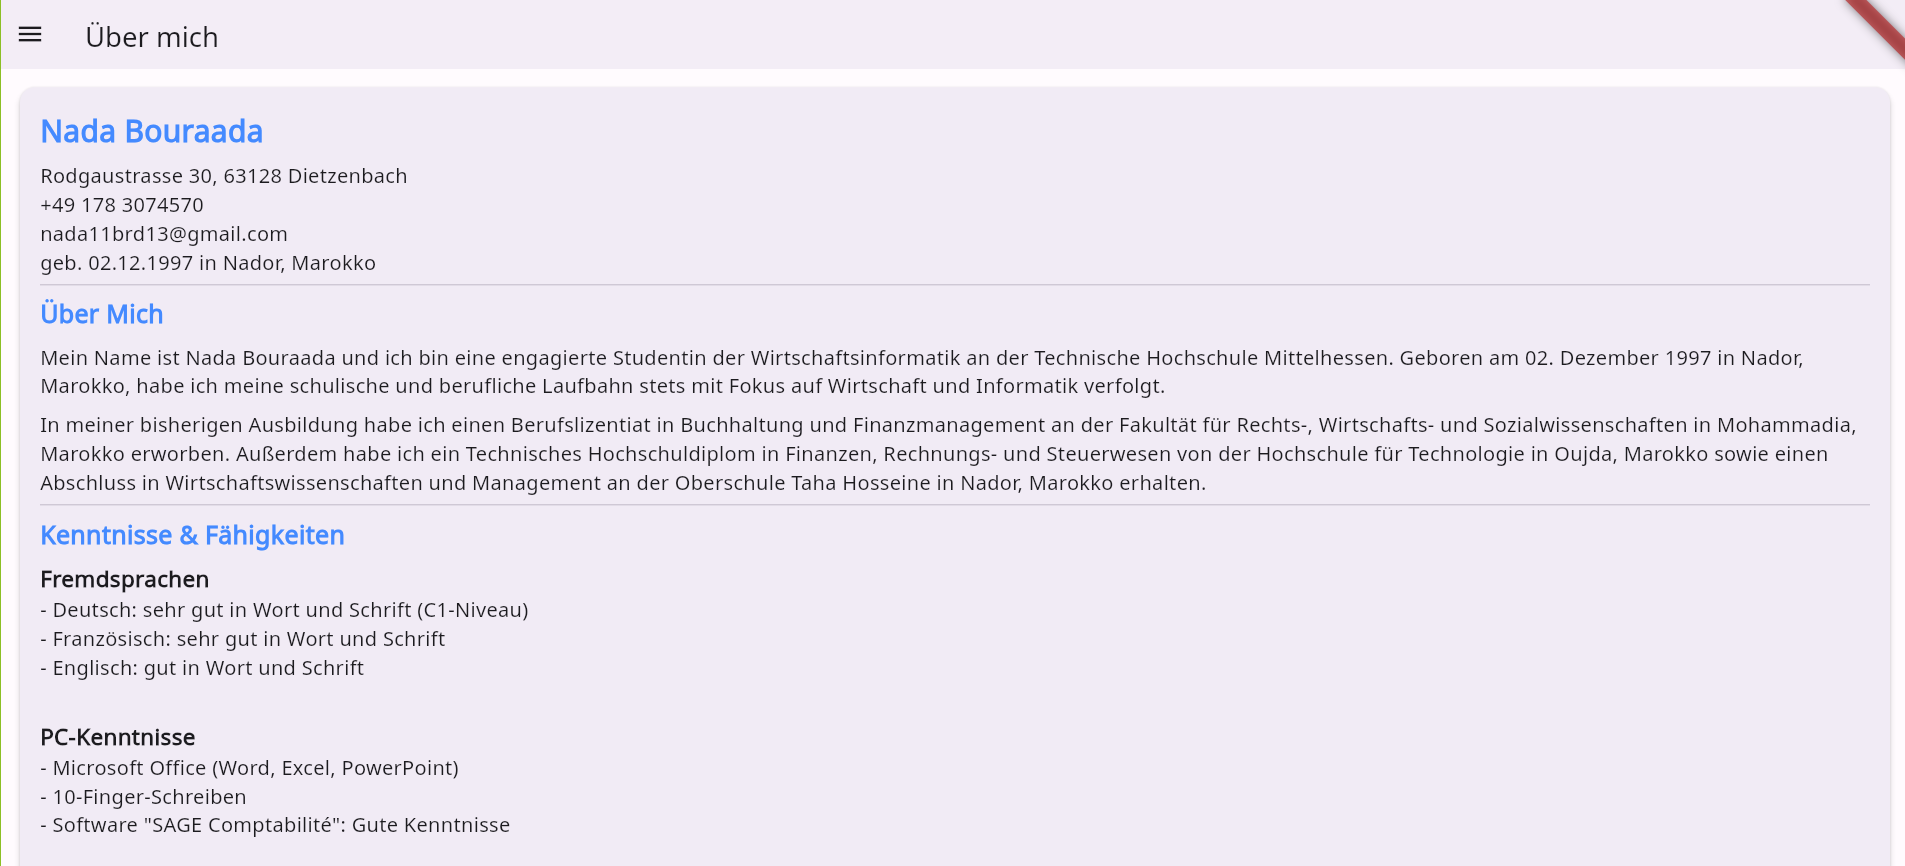 Über mich
Nada Bouraada
Rodgaustrasse 30, 63128 Dietzenbach
+49 178 3074570
nada11brd13@gmail.com
geb. 02.12.1997 in Nador, Marokko
Über Mich
Mein Name ist Nada Bouraada und ich bin eine engagierte Studentin der Wirtschaftsinformatik an der Technische Hochschule Mittelhessen. Geboren am 02. Dezember 1997 in Nador,
Marokko, habe ich meine schulische und berufliche Laufbahn stets mit Fokus auf Wirtschaft und Informatik verfolgt.
In meiner bisherigen Ausbildung habe ich einen Berufslizentiat in Buchhaltung und Finanzmanagement an der Fakultät für Rechts-, Wirtschafts- und Sozialwissenschaften in Mohammadia,
Marokko erworben. Außerdem habe ich ein Technisches Hochschuldiplom in Finanzen, Rechnungs- und Steuerwesen von der Hochschule für Technologie in Oujda, Marokko sowie einen
Abschluss in Wirtschaftswissenschaften und Management an der Oberschule Taha Hosseine in Nador, Marokko erhalten.
Kenntnisse & Fähigkeiten
Fremdsprachen
- Deutsch: sehr gut in Wort und Schrift (C1-Niveau)
- Französisch: sehr gut in Wort und Schrift
- Englisch: gut in Wort und Schrift
PC-Kenntnisse
- Microsoft Office (Word, Excel, PowerPoint)
- 10-Finger-Schreiben
- Software "SAGE Comptabilité": Gute Kenntnisse